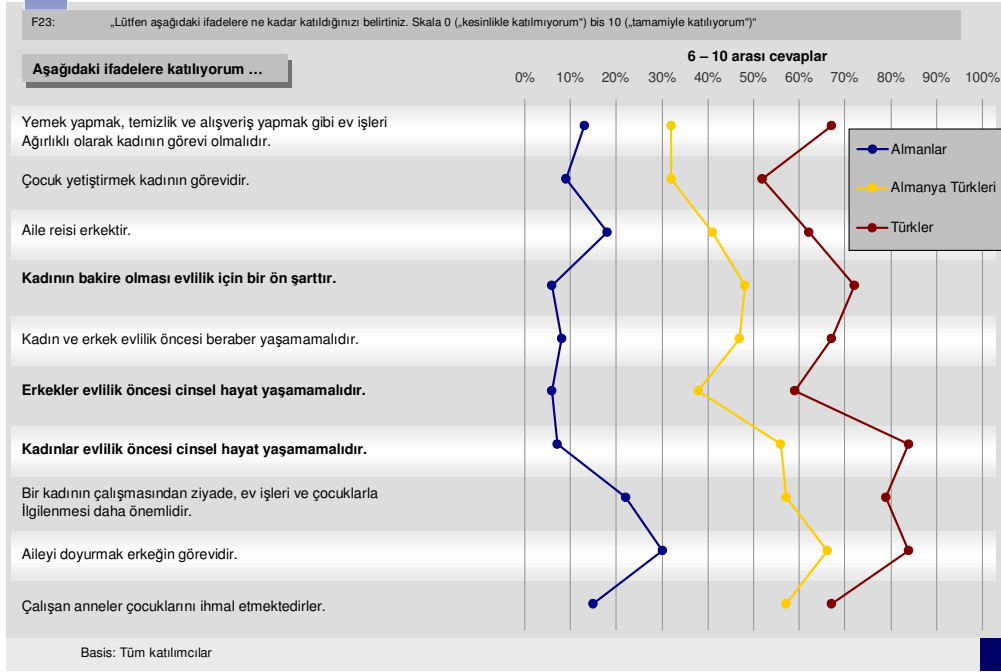 F23: „Lütfen aşağıdaki ifadelere ne kadar katıldığınızı belirtiniz. Skala 0 („kesinlikle katılmıyorum“) bis 10 („tamamiyle katılıyorum“)“
Aşağıdaki ifadelere katılıyorum …
6 – 10 arası cevaplar
0% 10% 20% 30% 40% 50% 60% 70% 80% 90% 100%
Yemek yapmak, temizlik ve alışveriş yapmak gibi ev işleri
Ağırlıklı olarak kadının görevi olmalıdır.
Çocuk yetiştirmek kadının görevidir.
Aile reisi erkektir.
Kadının bakire olması evlilik için bir ön şarttır.
Kadın ve erkek evlilik öncesi beraber yaşamamalıdır.
Erkekler evlilik öncesi cinsel hayat yaşamamalıdır.
Kadınlar evlilik öncesi cinsel hayat yaşamamalıdır.
Bir kadının çalışmasından ziyade, ev işleri ve çocuklarla
İlgilenmesi daha önemlidir.
Aileyi doyurmak erkeğin görevidir.
Çalışan anneler çocuklarını ihmal etmektedirler.
Almanlar
Almanya Türkleri
Türkler
Basis: Tüm katılımcılar